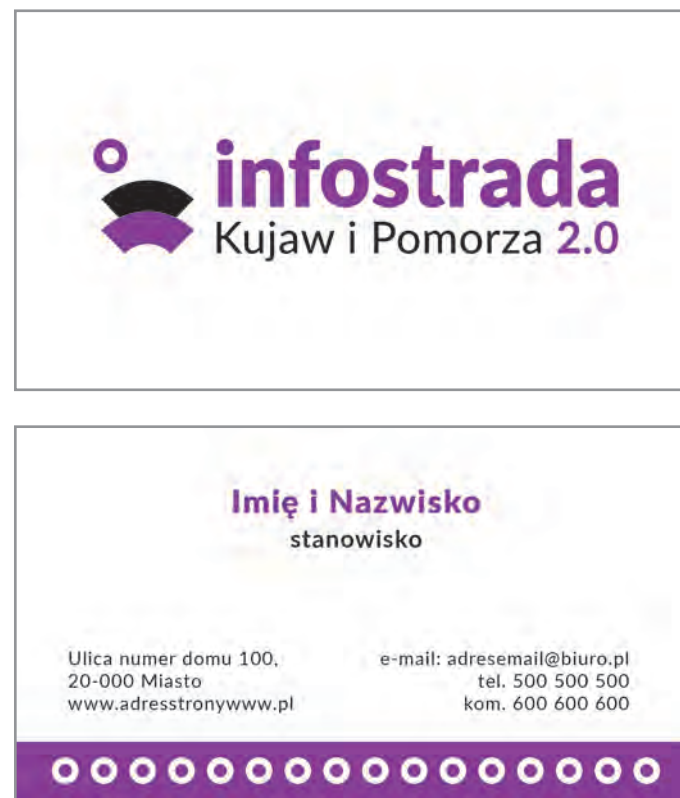 infostrada
Kujaw i Pomorza 2.0
Imię i Nazwisko
stanowisko
Ulica numer domu 100,
20-000 Miasto
www.adresstronywww.pl
e-mail: adresemail@biuro.pl
tel. 500 500 500
kom. 600 600 600